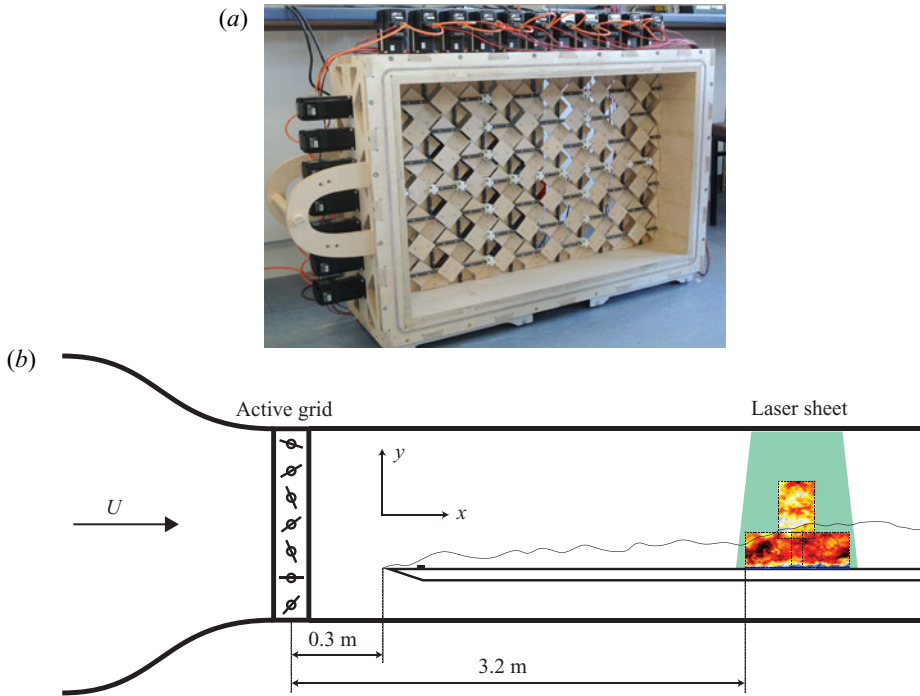 (a)
(b)
Active grid
Laser sheet
y
U
x
0.3 m
3.2 m